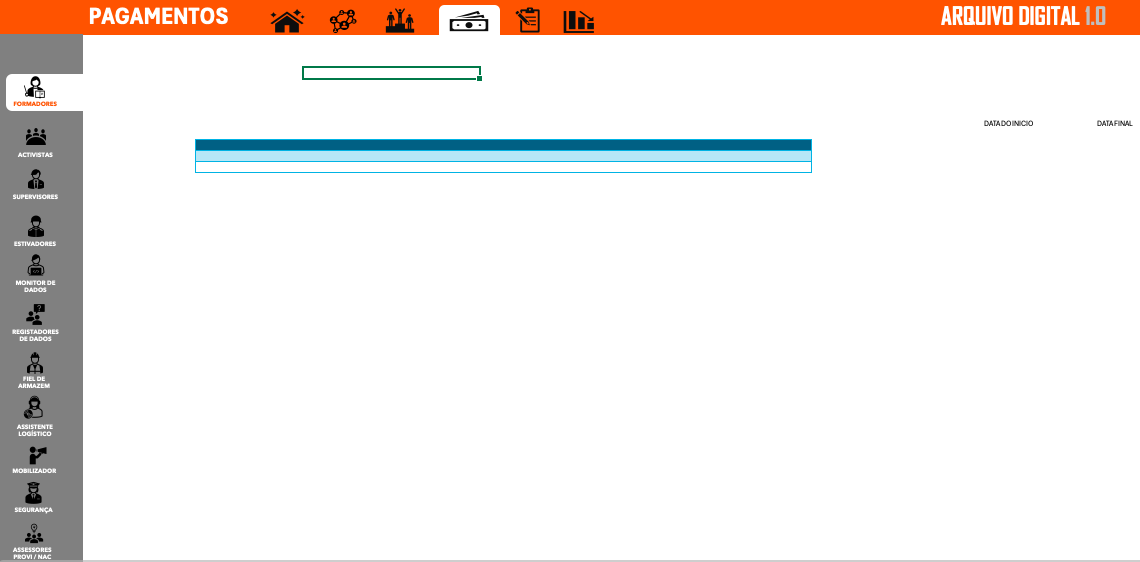 PAGAMENTOS
ARQUIVO DIGITAL 1.0
FORMADORES
DATA DO INICIO
DATA FINAL
ACTIVISTAS
SUPERVISORES
ESTIVADORES
MONITOR DE
DADOS
REGISTADORES
DE DADOS
FIEL DE
ARMAZEM
ASSISTENTE
LOGÍSTICO
MOBILIZADOR
SEGURANÇA
ASSESSORES
PROVI / NAC